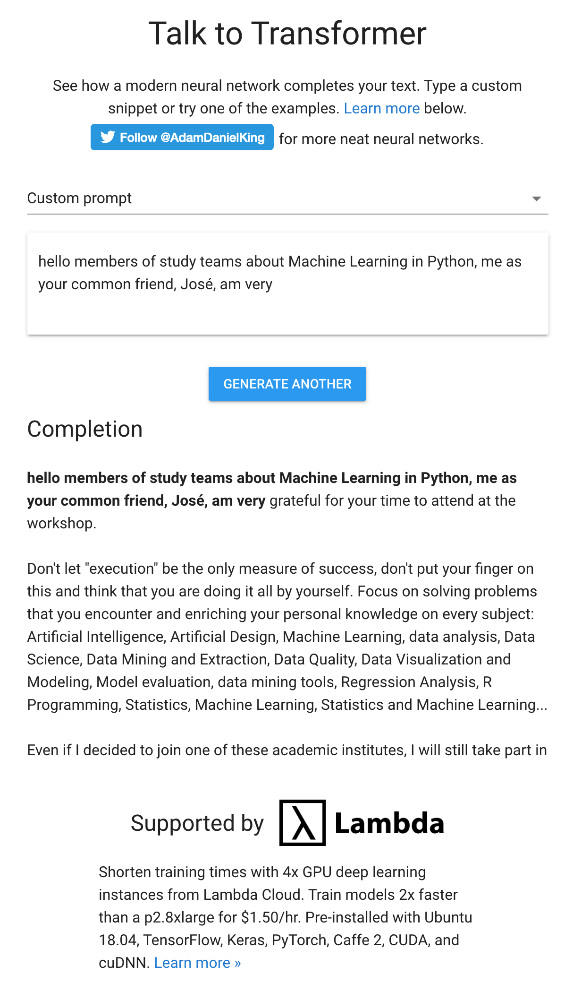 Talk to Transformer
See how a modern neural network completes your text. Type a custom
snippet or try one of the examples. Learn more below.
Follow @AdamDanielKing for more neat neural networks.
Custom prompt
hello members of study teams about Machine Learning in Python, me as
your common friend, José, am very
GENERATE ANOTHER
Completion
hello members of study teams about Machine Learning in Python, me as
your common friend, José, am very grateful for your time to attend at the
workshop.
Don't let "execution" be the only measure of success, don't put your finger on
this and think that you are doing it all by yourself. Focus on solving problems
that you encounter and enriching your personal knowledge on every subject:
Artificial Intelligence, Artificial Design, Machine Learning, data analysis, Data
Science, Data Mining and Extraction, Data Quality, Data Visualization and
Modeling, Model evaluation, data mining tools, Regression Analysis, R
Programming, Statistics, Machine Learning, Statistics and Machine Learning...
Even if I decided to join one of these academic institutes, I will still take part in
Supported by λ Lambda
Shorten training times with 4x GPU deep learning
instances from Lambda Cloud. Train models 2x faster
than a p2.8xlarge for $1.50/hr. Pre-installed with Ubuntu
18.04, TensorFlow, Keras, PyTorch, Caffe 2, CUDA, and
cuDNN. Learn more »